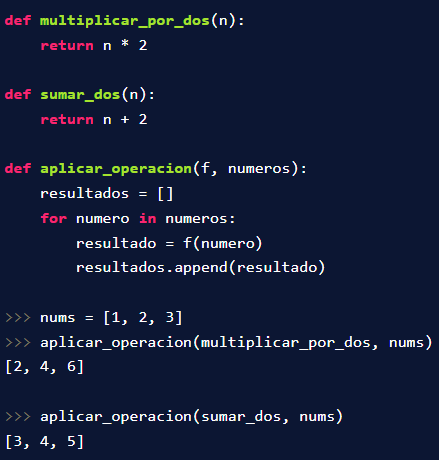 def multiplicar_por_dos(n):
    return n * 2

def sumar_dos(n):
    return n + 2

def aplicar_operacion(f, numeros):
    resultados = []
    for numero in numeros:
        resultado = f(numero)
        resultados.append(resultado)

>>> nums = [1, 2, 3]
>>> aplicar_operacion(multiplicar_por_dos, nums)
[2, 4, 6]

>>> aplicar_operacion(sumar_dos, nums)
[3, 4, 5]